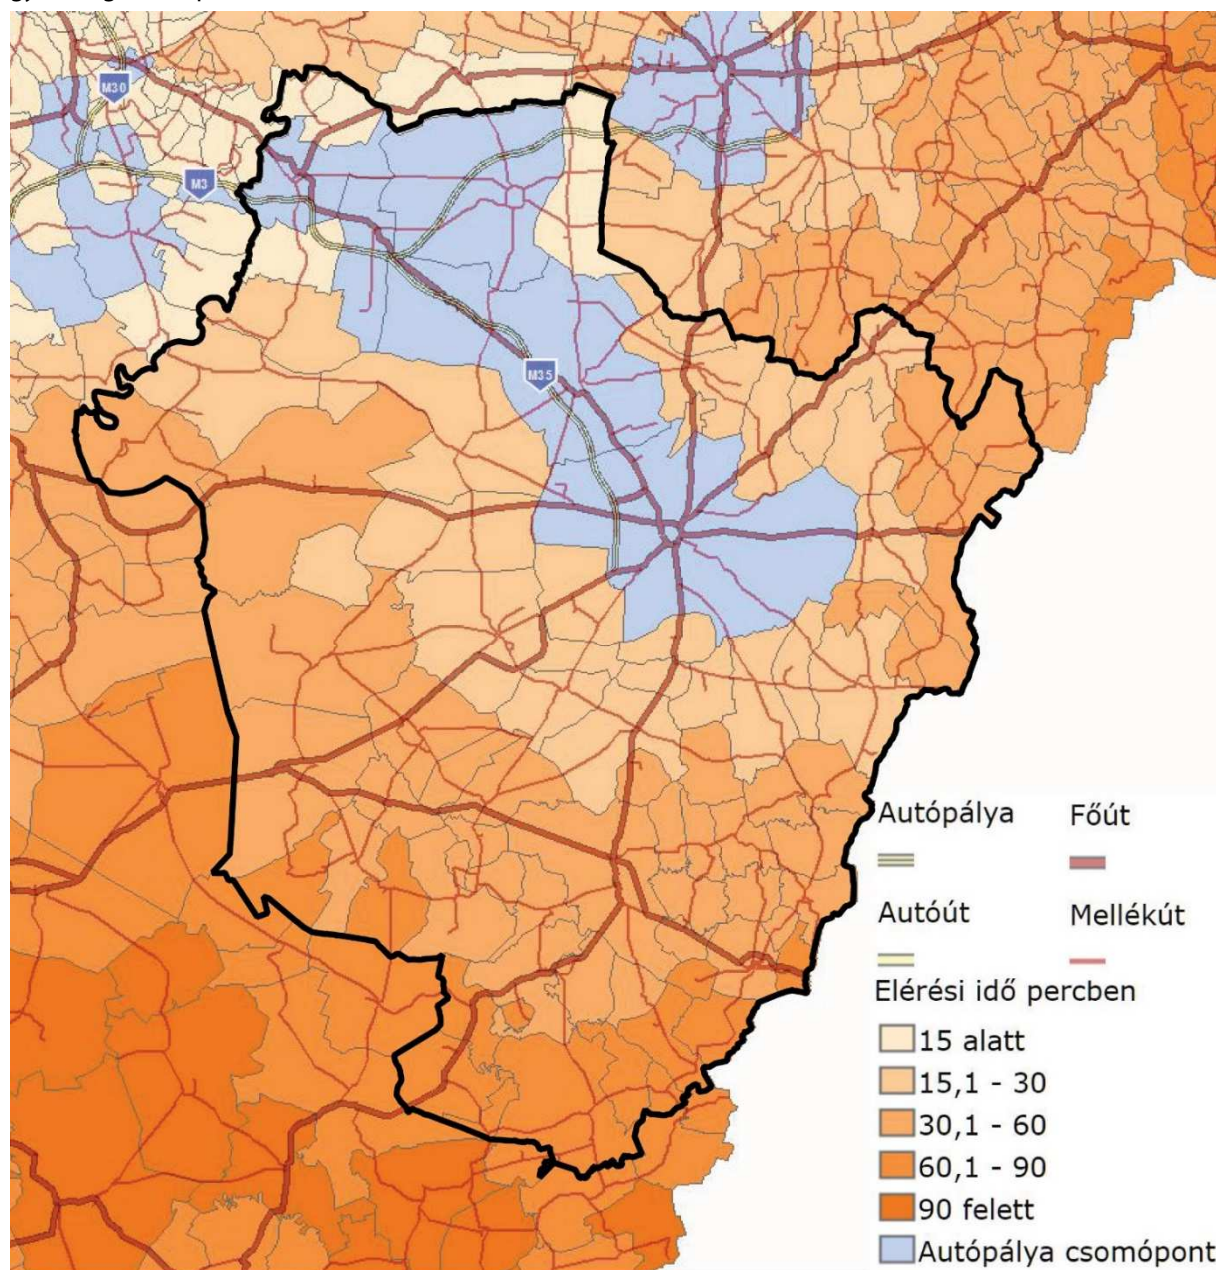 M30
M3
M35
Autópálya Főút
Autóút Mellékút
Elérési idő percben
15 alatt
15,1 - 30
30,1 - 60
60,1 - 90
90 felett
Autópálya csomópont